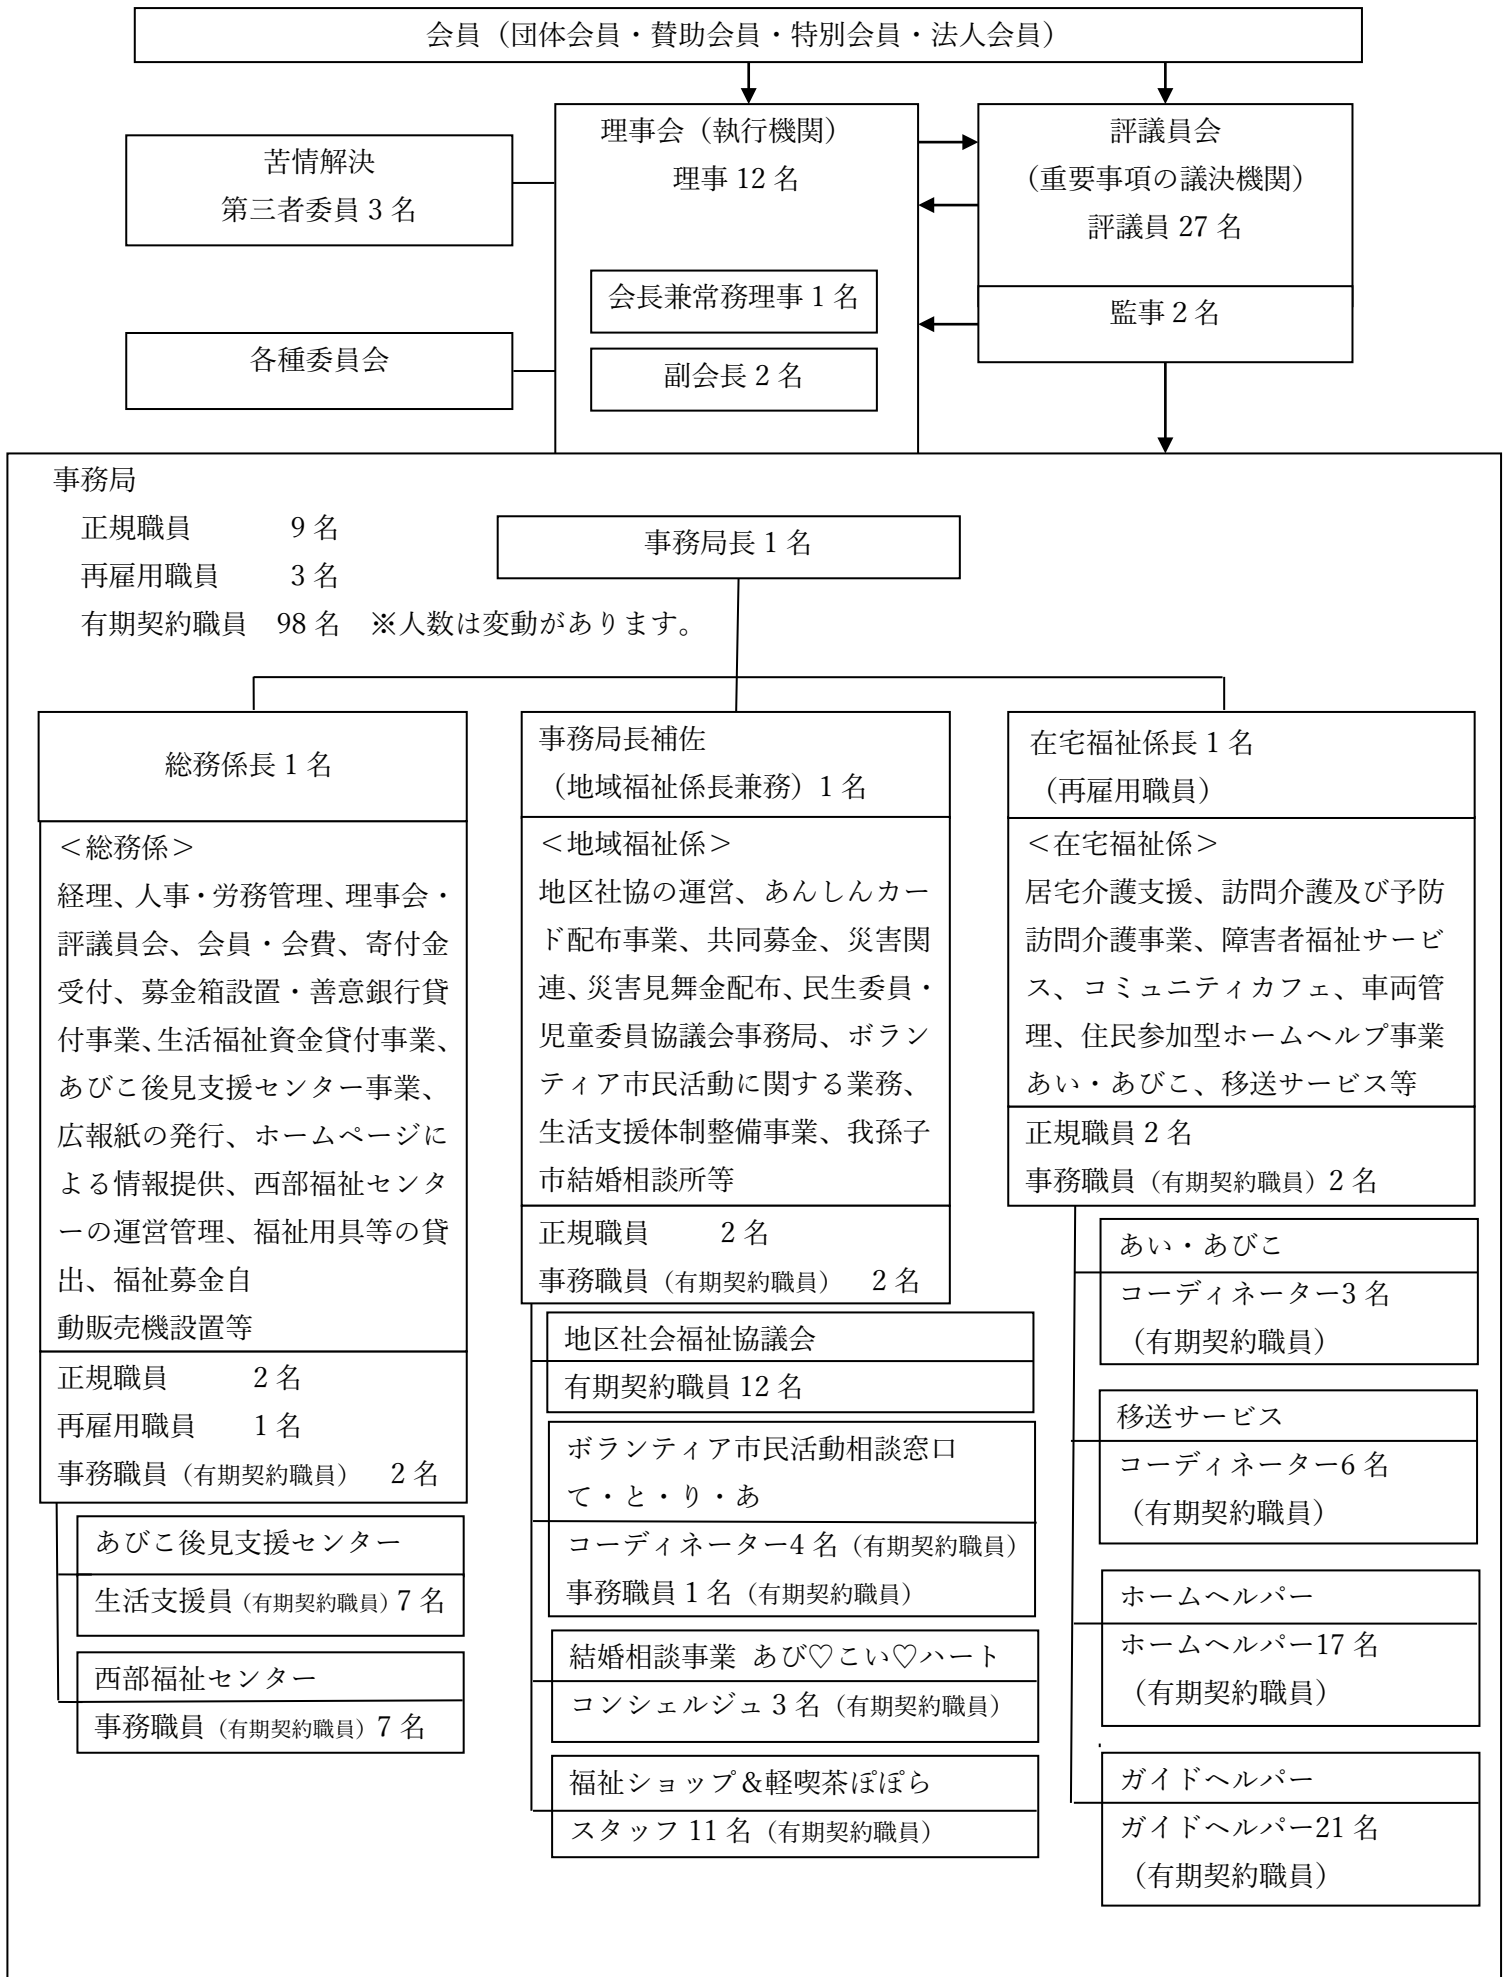 会員（団体会員・賛助会員・特別会員・法人会員）
苦情解決
第三者委員 3 名
各種委員会
理事会（執行機関）
理事 12 名
会長兼常務理事 1 名
副会長 2 名
評議員会
（重要事項の議決機関）
評議員 27 名
監事 2 名
事務局
正規職員 9 名
再雇用職員 3 名
有期契約職員 98 名 ※人数は変動があります。
事務局長 1 名
総務係長 1 名
＜総務係＞
経理、人事・労務管理、理事会・
評議員会、会員・会費、寄付金
受付、募金箱設置・善意銀行貸
付事業、生活福祉資金貸付事業、
あびこ後見支援センター事業、
広報紙の発行、ホームページに
よる情報提供、西部福祉センタ
ーの運営管理、福祉用具等の貸
出、福祉募金自
動販売機設置等
正規職員 2 名
再雇用職員 1 名
事務職員（有期契約職員） 2 名
あびこ後見支援センター
生活支援員（有期契約職員）7 名
西部福祉センター
事務職員（有期契約職員）7 名
事務局長補佐
（地域福祉係長兼務）1 名
＜地域福祉係＞
地区社協の運営、あんしんカー
ド配布事業、共同募金、災害関
連、災害見舞金配布、民生委員・
児童委員協議会事務局、ボラン
ティア市民活動に関する業務、
生活支援体制整備事業、我孫子
市結婚相談所等
正規職員 2 名
事務職員（有期契約職員） 2 名
地区社会福祉協議会
有期契約職員 12 名
ボランティア市民活動相談窓口
て・と・り・あ
コーディネーター4 名（有期契約職員）
事務職員 1 名（有期契約職員）
結婚相談事業 あび♡こい♡ハート
コンシェルジュ 3 名（有期契約職員）
福祉ショップ＆軽喫茶ぽぽら
スタッフ 11 名（有期契約職員）
在宅福祉係長 1 名
（再雇用職員）
＜在宅福祉係＞
居宅介護支援、訪問介護及び予防
訪問介護事業、障害者福祉サービ
ス、コミュニティカフェ、車両管
理、住民参加型ホームヘルプ事業
あい・あびこ、移送サービス等
正規職員 2 名
事務職員（有期契約職員）2 名
あい・あびこ
コーディネーター3 名
（有期契約職員）
移送サービス
コーディネーター6 名
（有期契約職員）
ホームヘルパー
ホームヘルパー17 名
（有期契約職員）
ガイドヘルパー
ガイドヘルパー21 名
（有期契約職員）